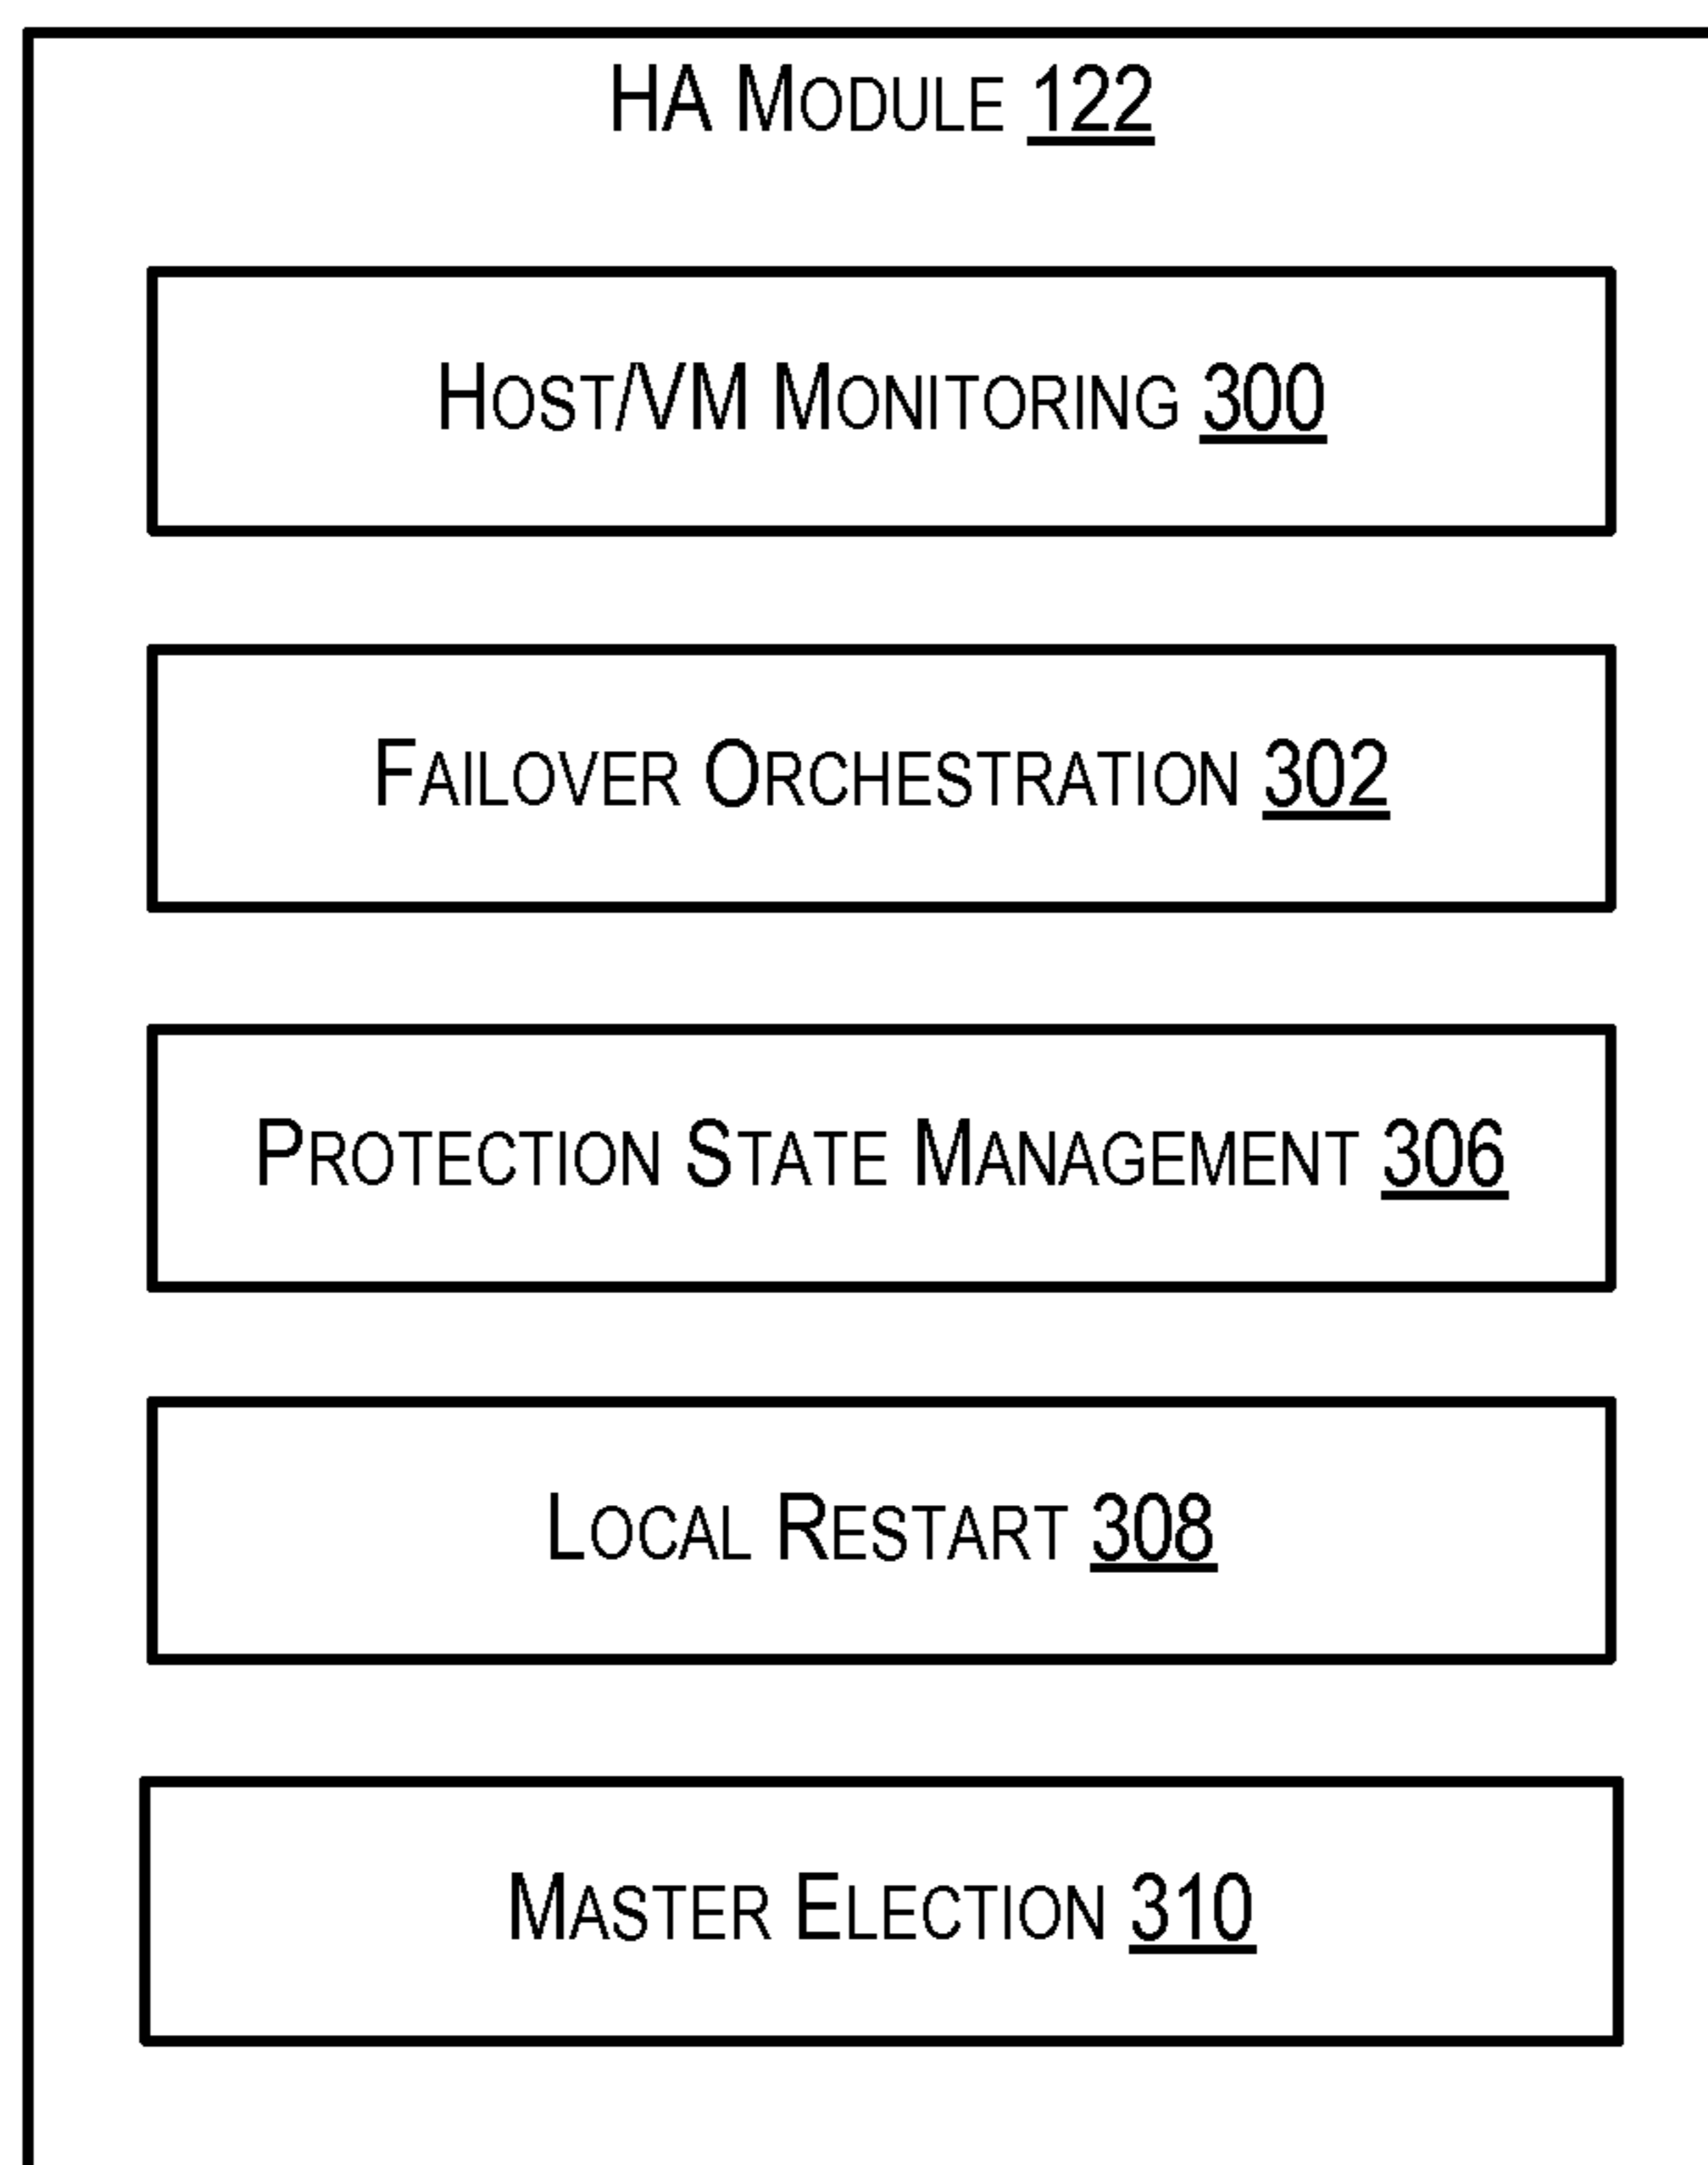 HA MODULE 122
HOST/VM MONITORING 300
FAILOVER ORCHESTRATION 302
PROTECTION STATE MANAGEMENT 306
LOCAL RESTART 308
MASTER ELECTION 310